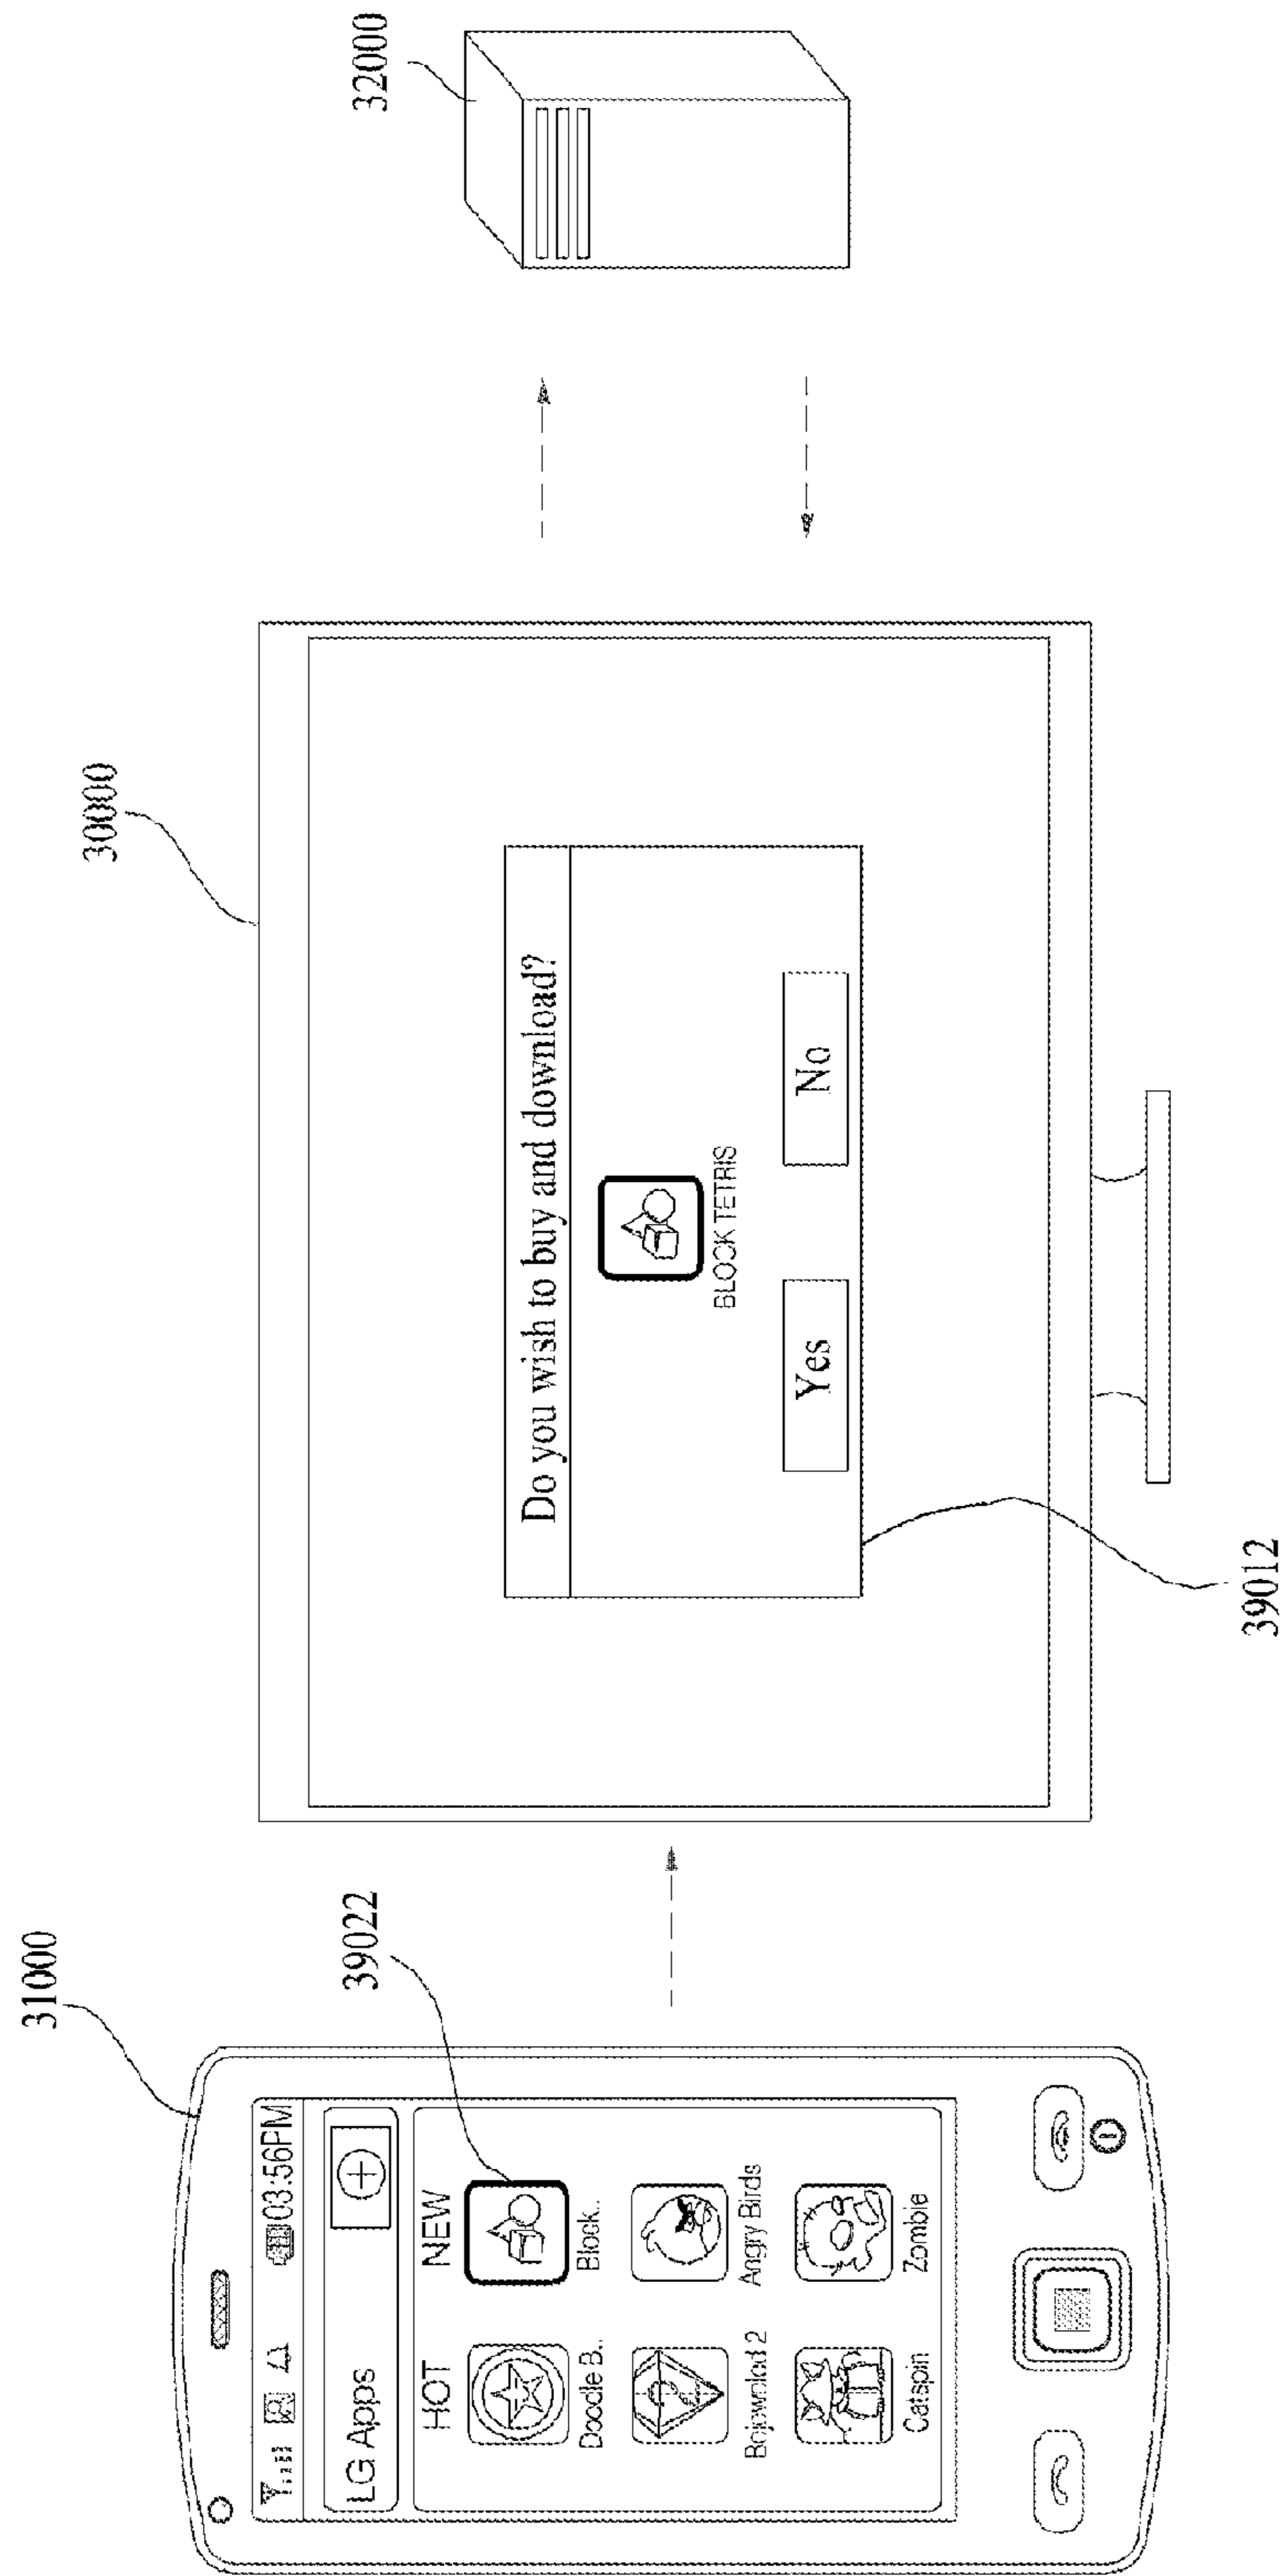 31000
39022
03:56PM
LG Apps
HOT NEW
Doodle B.. Block..
Bejeweled 2 Angry Birds
Catspin Zombie
30000
Do you wish to buy and download?
BLOCK TETRIS
Yes No
39012
32000